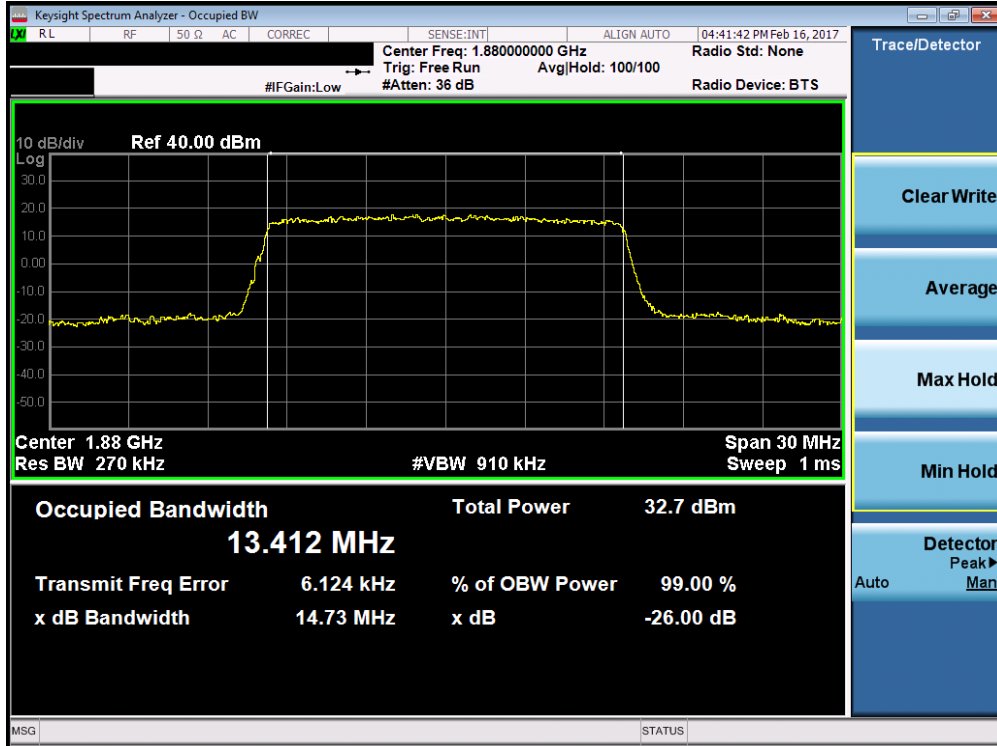 Keysight Spectrum Analyzer - Occupied BW
LXI RL RF 50 Ω AC CORREC SENSE:INT ALIGN AUTO 04:41:42 PM Feb 16, 2017
Center Freq: 1.880000000 GHz Radio Std: None
Trig: Free Run Avg|Hold: 100/100
#IFGain:Low #Atten: 36 dB Radio Device: BTS
Trace/Detector
10 dB/div Ref 40.00 dBm
Log
30.0
20.0
10.0
0.00
-10.0
-20.0
-30.0
-40.0
-50.0
Center 1.88 GHz Span 30 MHz
Res BW 270 kHz #VBW 910 kHz Sweep 1 ms
Occupied Bandwidth Total Power 32.7 dBm
13.412 MHz
Transmit Freq Error 6.124 kHz % of OBW Power 99.00 %
x dB Bandwidth 14.73 MHz x dB -26.00 dB
Clear Write
Average
Max Hold
Min Hold
Detector
Peak▶
Auto Man
MSG STATUS